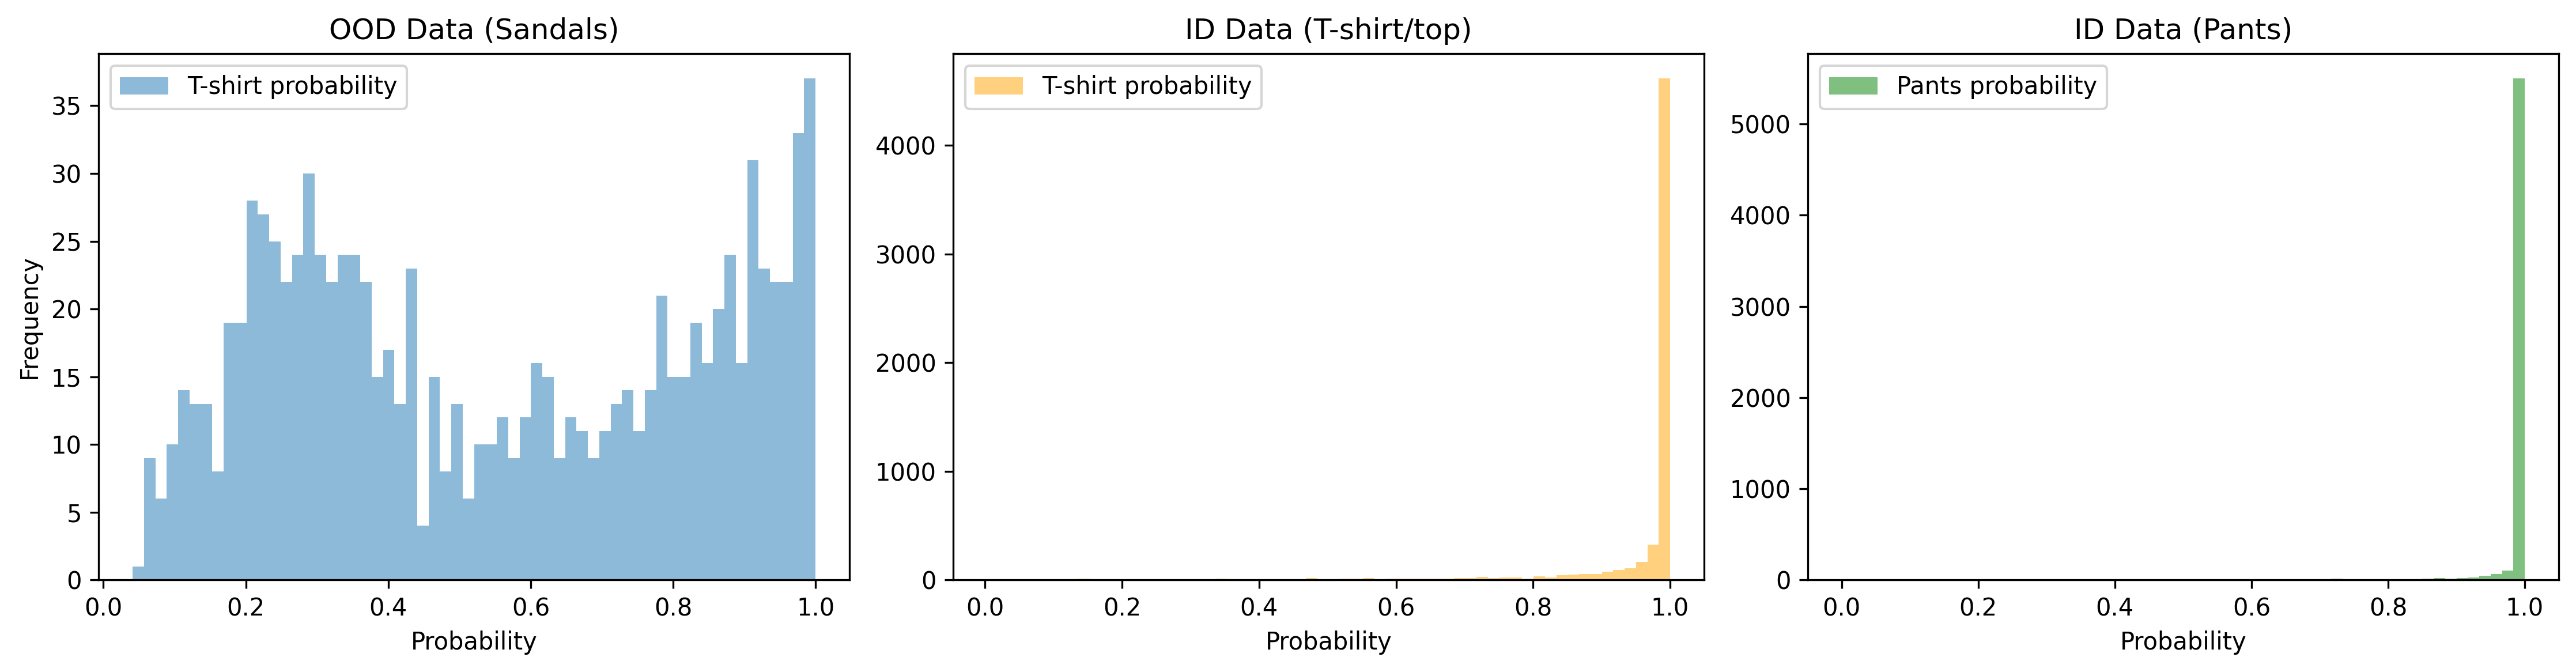 OOD Data (Sandals)
T-shirt probability
Frequency
35
30
25
20
15
10
5
0
0.0 0.2 0.4 0.6 0.8 1.0
Probability
ID Data (T-shirt/top)
T-shirt probability
4000
3000
2000
1000
0
0.0 0.2 0.4 0.6 0.8 1.0
Probability
ID Data (Pants)
Pants probability
5000
4000
3000
2000
1000
0
0.0 0.2 0.4 0.6 0.8 1.0
Probability